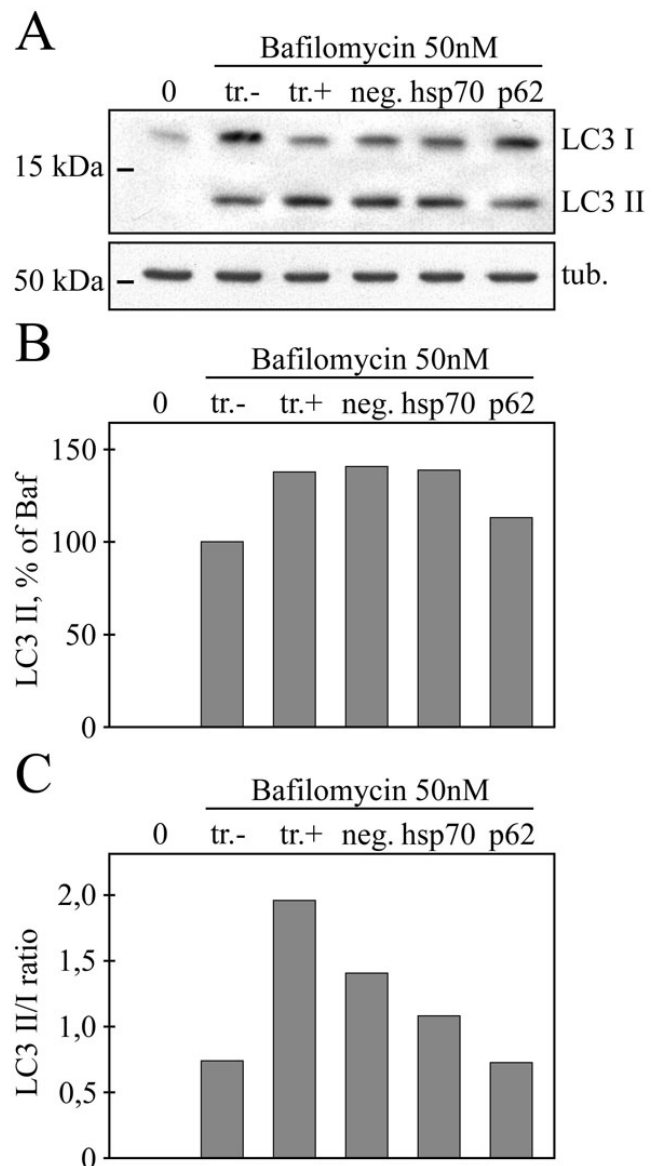 A
Bafilomycin 50nM
0 tr.- tr.+ neg. hsp70 p62
LC3 I
15 kDa
LC3 II
50 kDa
tub.
B
Bafilomycin 50nM
0 tr.- tr.+ neg. hsp70 p62
LC3 II, % of Baf
150
100
50
0
C
Bafilomycin 50nM
0 tr.- tr.+ neg. hsp70 p62
LC3 II/I ratio
2,0
1,5
1,0
0,5
0